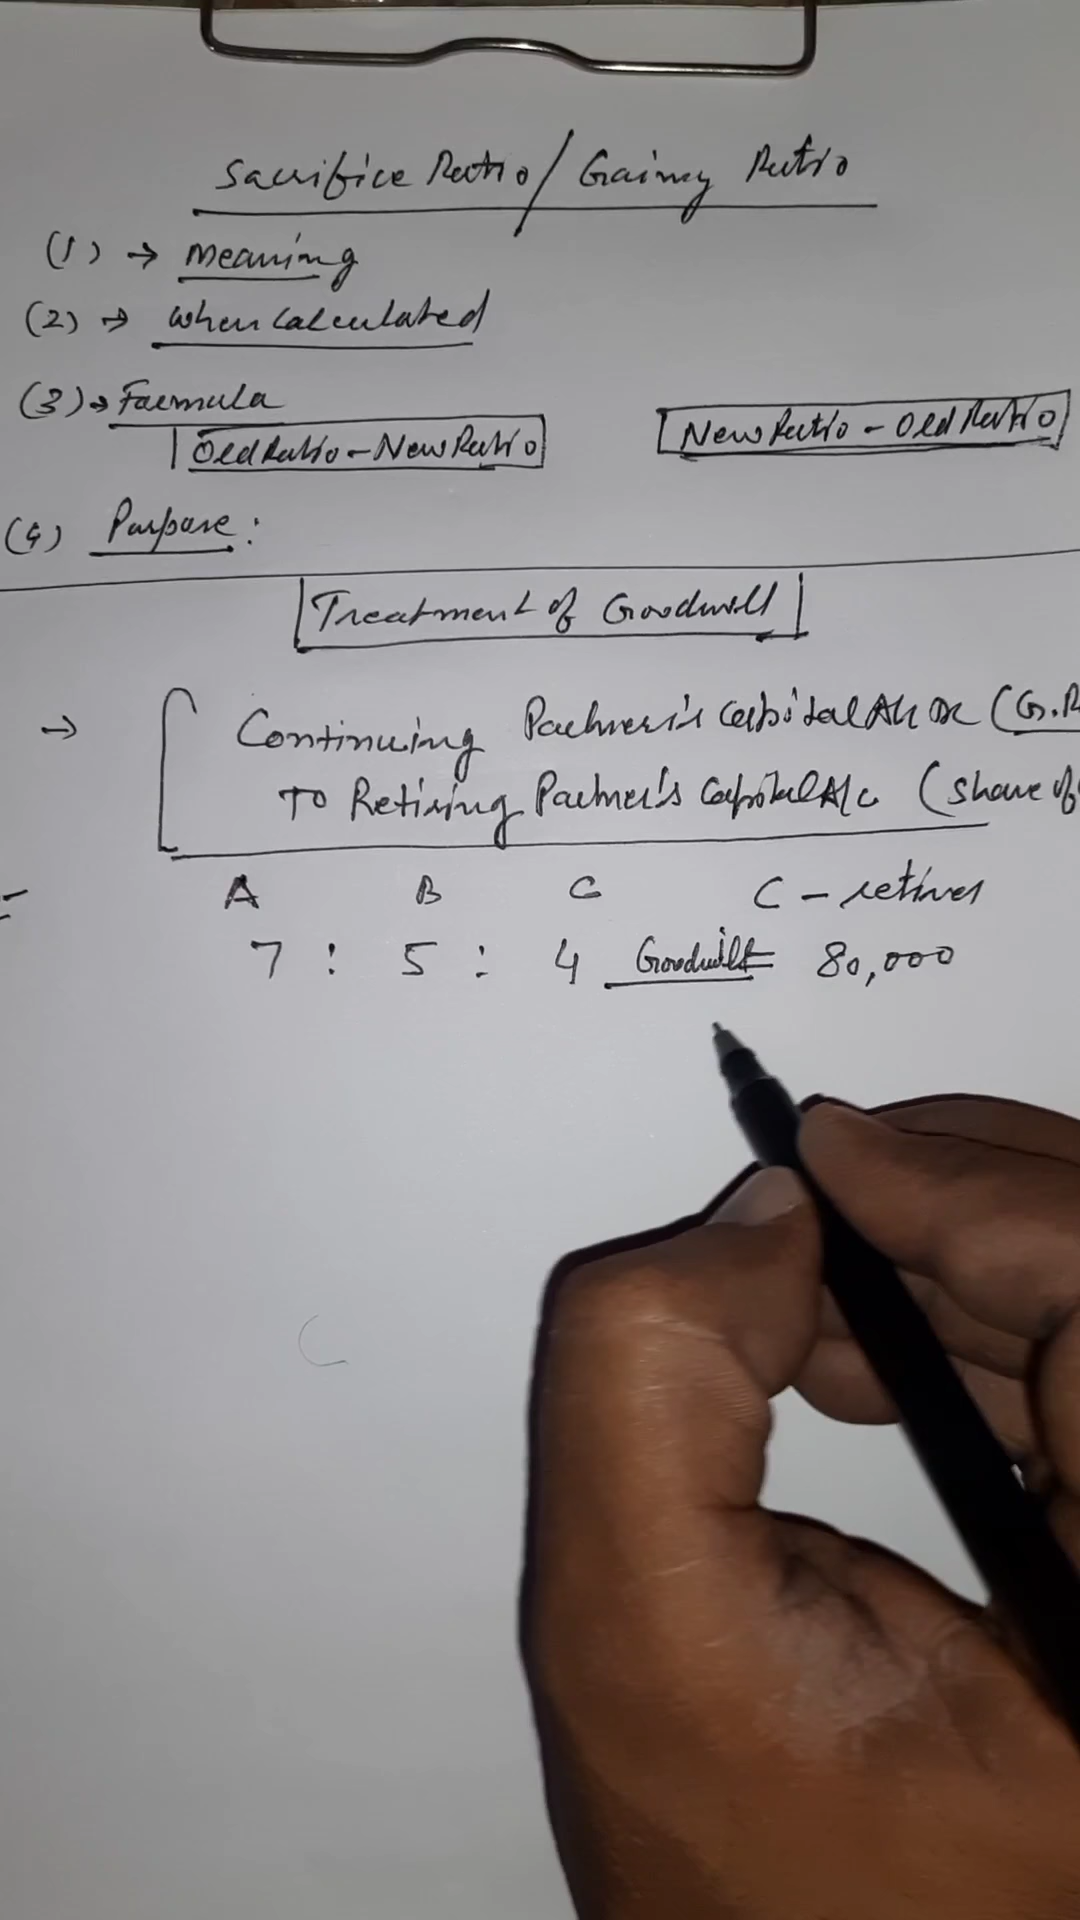 Sacrifice Ratio/Gaining Ratio
(1) → Meaning
(2) → When Calculated
(3) → Formula
Old Ratio - New Ratio New Ratio - Old Ratio
(4) Purpose:
Treatment of Goodwill
→ Continuing Partner's Capital A/c Dr (G.R
To Retiring Partner's Capital A/c (Share of
A B C C - retires
7 : 5 : 4 Goodwill = 80,000